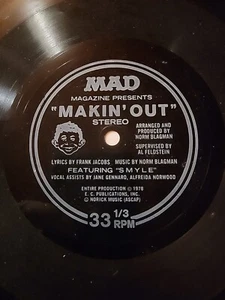 MAD
MAGAZINE PRESENTS
"MAKIN' OUT"
STEREO
ARRANGED AND
PRODUCED BY
NORM BLAGMAN
SUPERVISED BY
AL FELDSTEIN
LYRICS BY FRANK JACOBS MUSIC BY NORM BLAGMAN
FEATURING "SMYLE"
VOCAL ASSISTS BY JANE GENNARO, ALFREIDA NORWOOD
ENTIRE PRODUCTION © 1978
E. C. PUBLICATIONS, INC.
© NORICK MUSIC (ASCAP)
33 1/3
RPM